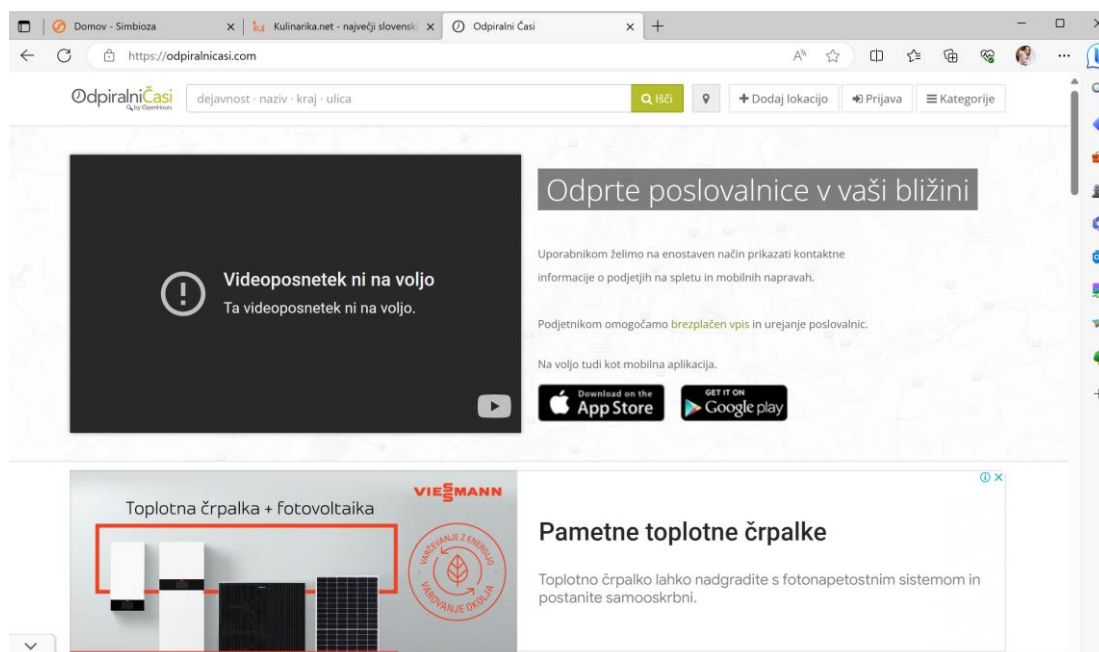 Domov - Simbioza
Kulinarika.net - največji slovensk
Odpiralni Časi
https://odpiralnicasi.com
OdpiralniČasi
by OpenHours
dejavnost - naziv - kraj - ulica
Išči
Dodaj lokacijo
Prijava
Kategorije
Videoposnetek ni na voljo
Ta videoposnetek ni na voljo.
Odprte poslovalnice v vaši bližini
Uporabnikom želimo na enostaven način prikazati kontaktne
informacije o podjetjih na spletu in mobilnih napravah.
Podjetnikom omogočamo brezplačen vpis in urejanje poslovalnic.
Na voljo tudi kot mobilna aplikacija.
Download on the
App Store
GET IT ON
Google play
Toplotna črpalka + fotovoltaika
VIESSMANN
VARČEVANJE Z ENERGIJO
VAROVANJE OKOLJA
Pametne toplotne črpalke
Toplotno črpalko lahko nadgradite s fotonapetostnim sistemom in
postanite samooskrbni.